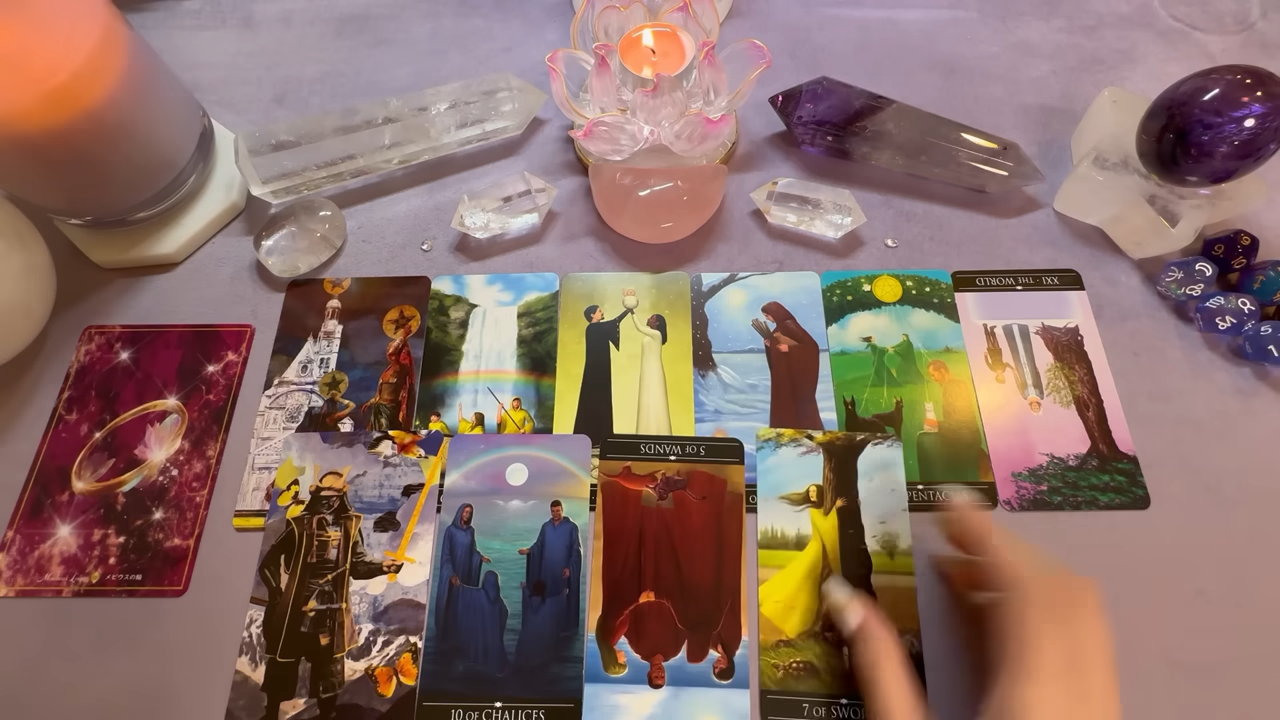 XXI · THE WORLD
PENTAC
5 OF WANDS
メビウスの輪
10 OF CHALICES
7 OF SWO